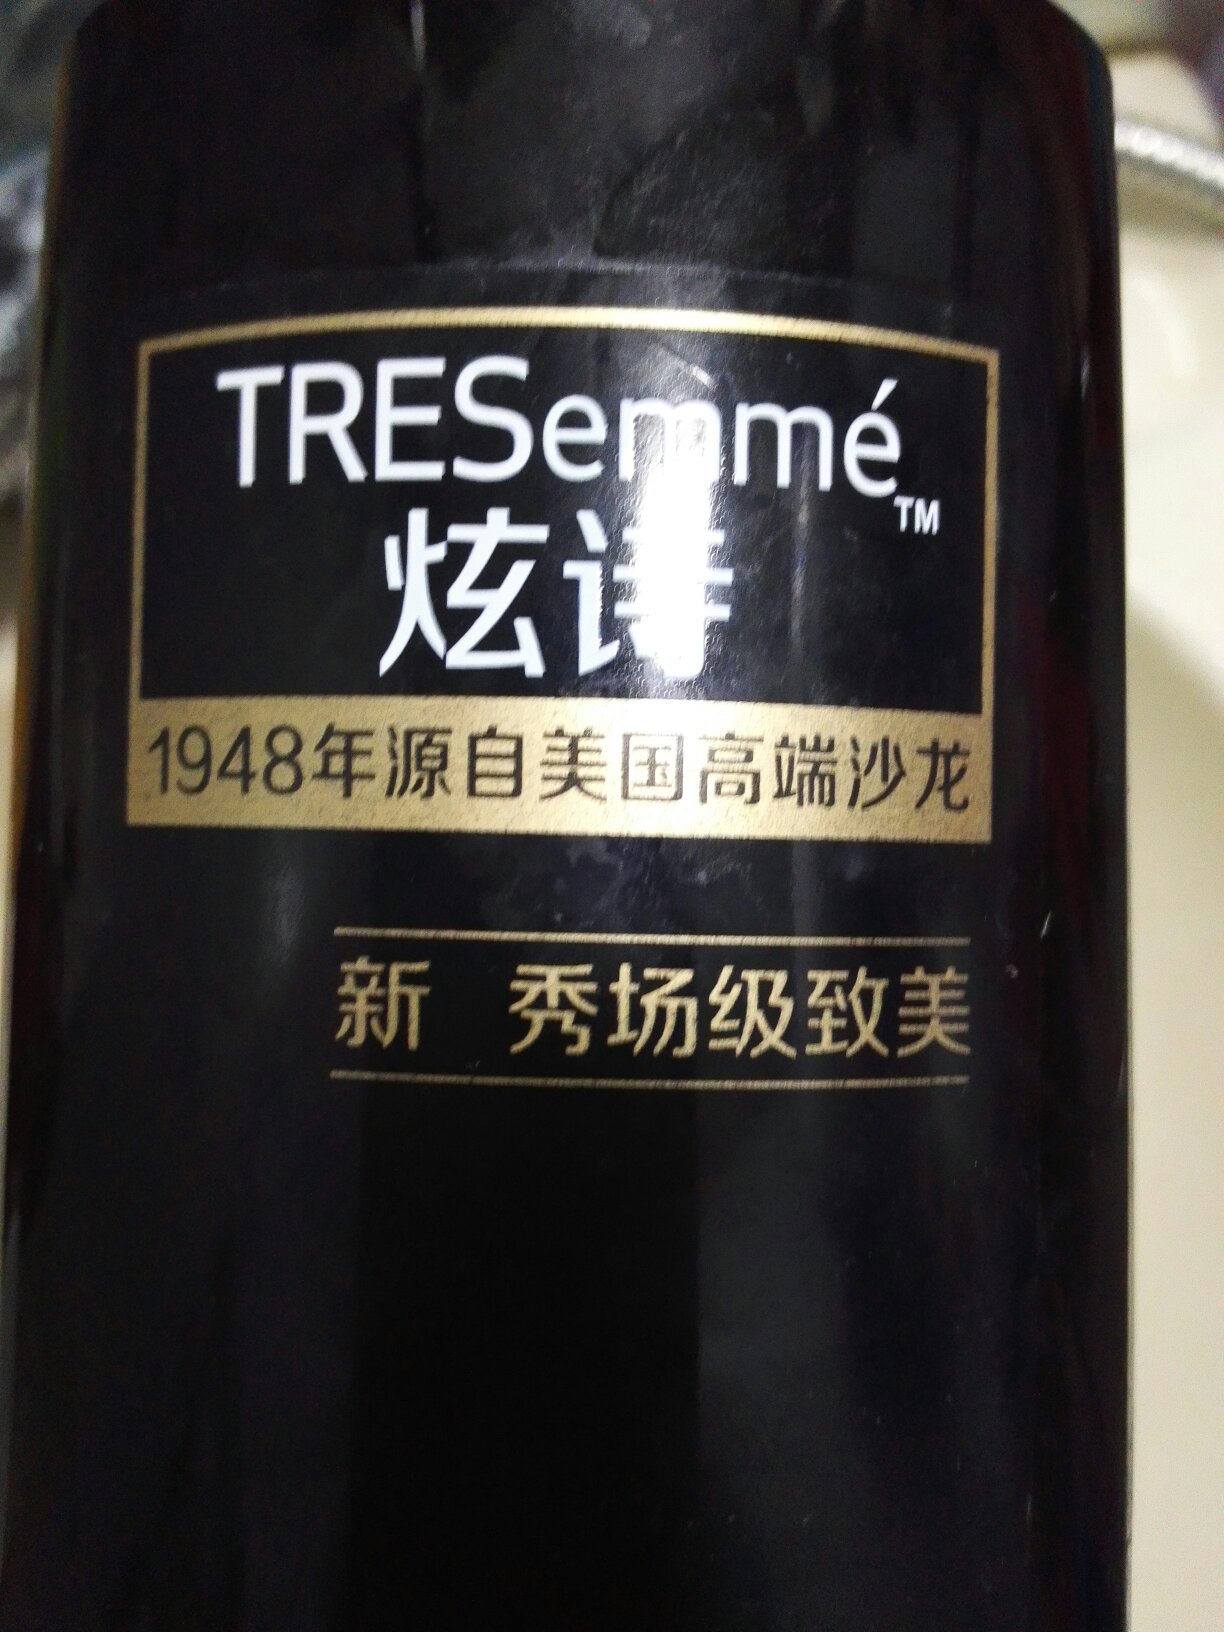 TRESemmé TM
炫诗
1948年源自美国高端沙龙
新 秀场级致美